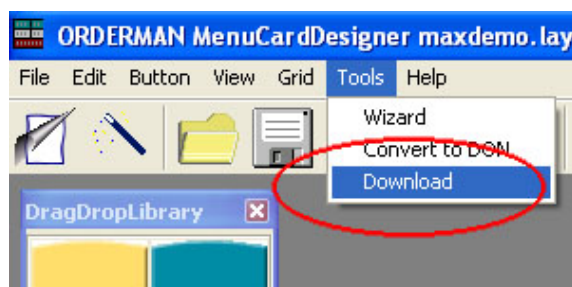 ORDERMAN MenuCardDesigner maxdemo.lay
File Edit Button View Grid Tools Help
Wizard
Convert to DON
Download
DragDropLibrary